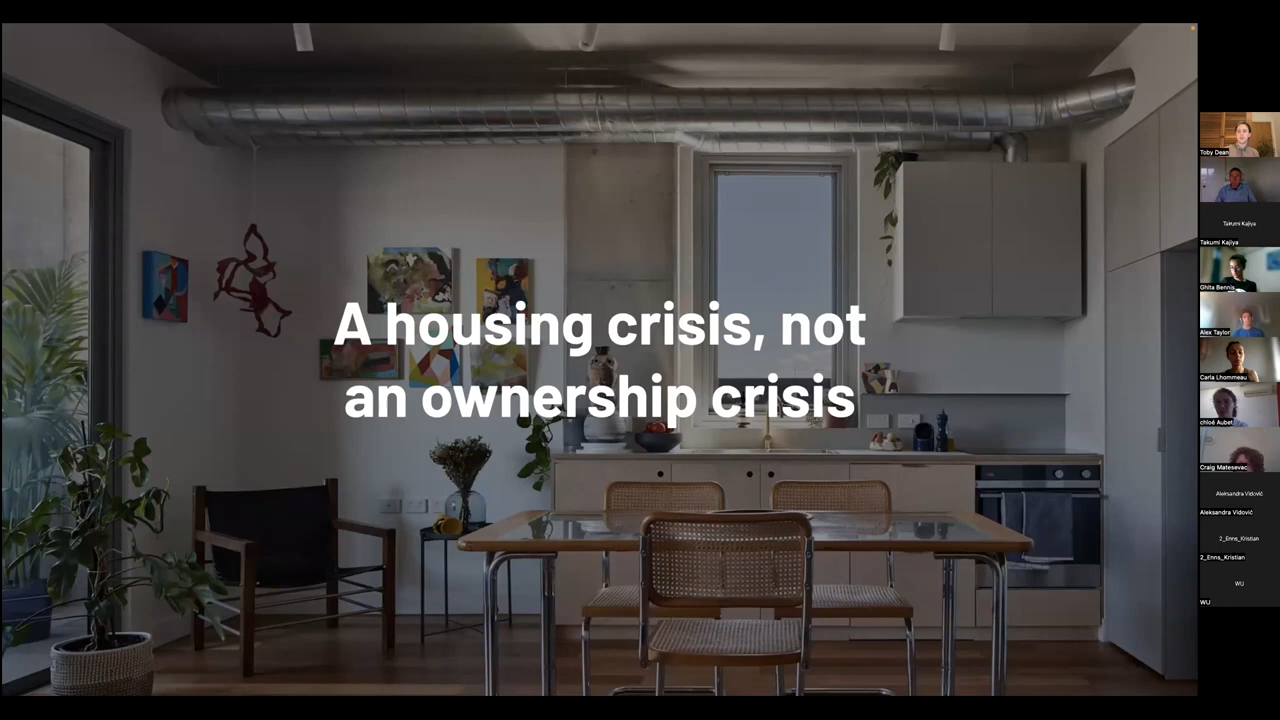 A housing crisis, not
an ownership crisis
Toby Dean
Takumi Kajiya
Takumi Kajiya
Ghita Bennis
Alex Taylor
Carla Lhommeau
chloé Aubet
Craig Matesevac
Aleksandra Vidović
Aleksandra Vidović
2_Enns_Kristian
2_Enns_Kristian
WU
WU